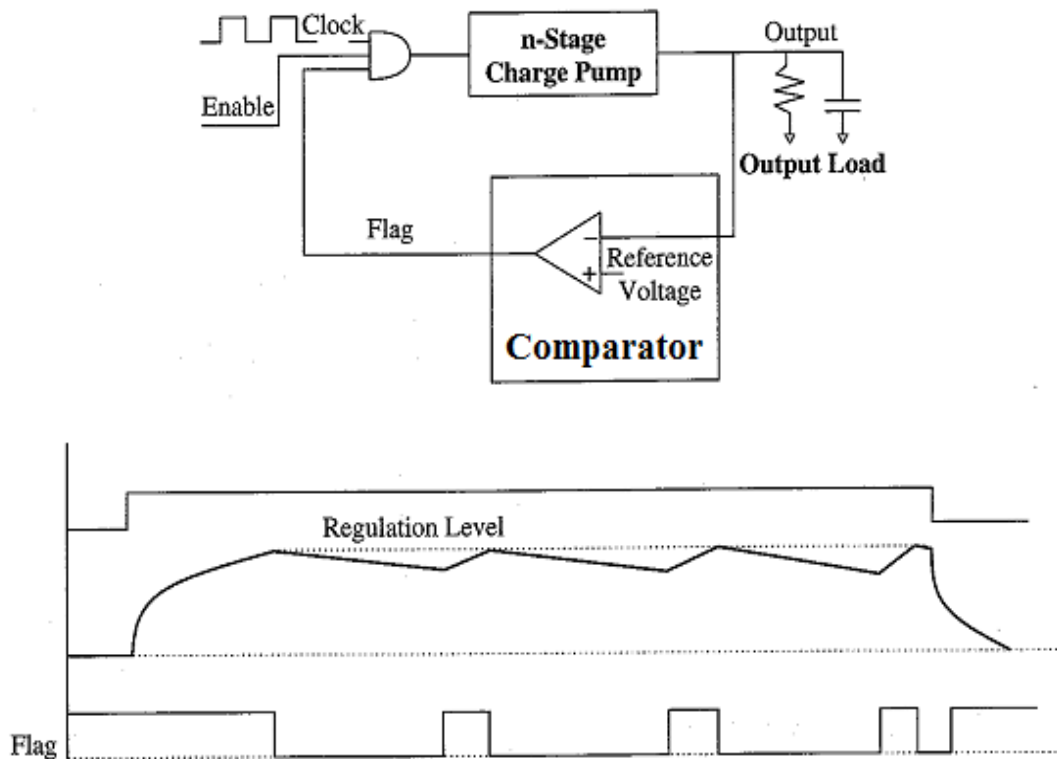 Clock
n-Stage
Charge Pump
Output
Enable
Output Load
Flag
−
+
Reference
Voltage
Comparator
Regulation Level
Flag